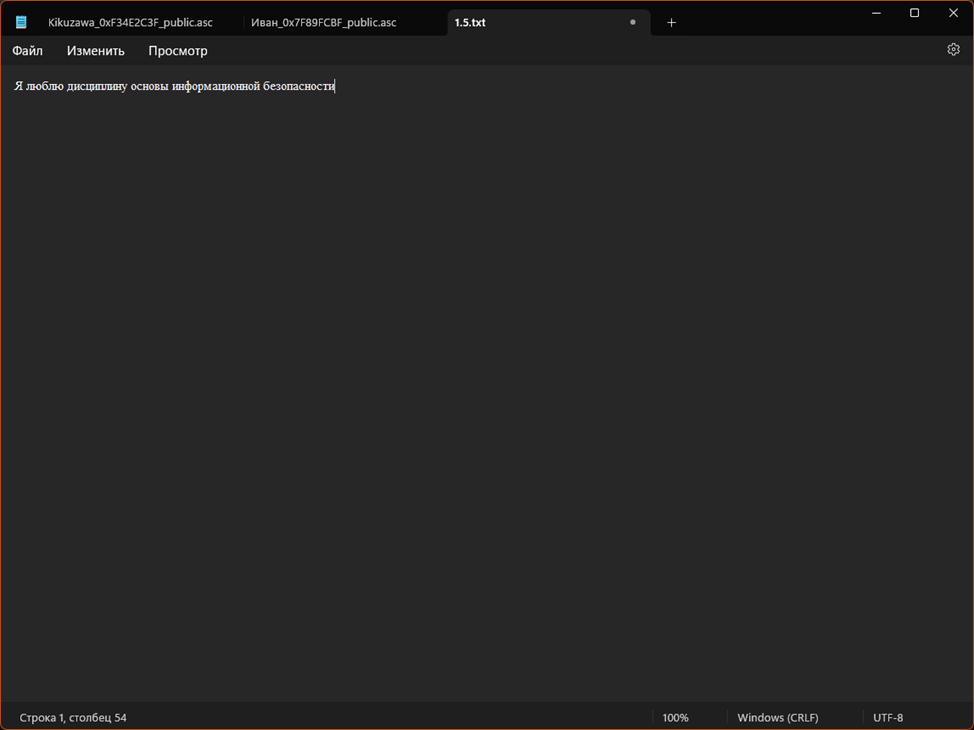 Kikuzawa_0xF34E2C3F_public.asc
Иван_0x7F89FCBF_public.asc
1.5.txt
Файл
Изменить
Просмотр
Я люблю дисциплину основы информационной безопасности
Строка 1, столбец 54
100%
Windows (CRLF)
UTF-8